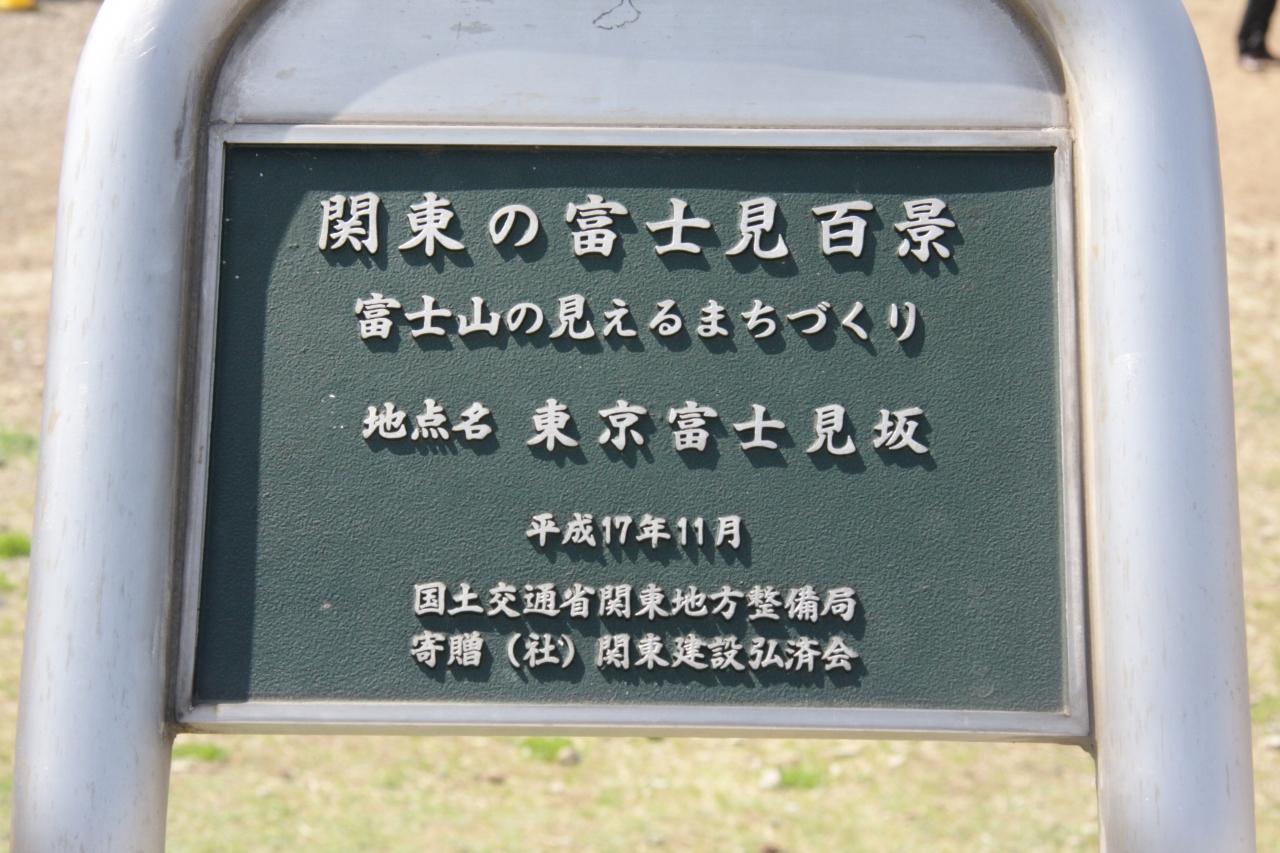 関東の富士見百景
富士山の見えるまちづくり
地点名 東京富士見坂
平成17年11月
国土交通省関東地方整備局
寄贈（社）関東建設弘済会